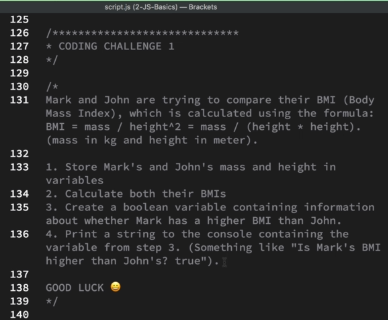 script.js (2-JS-Basics) — Brackets
125
126 /*****************************
127 * CODING CHALLENGE 1
128 */
129
130 /*
131 Mark and John are trying to compare their BMI (Body
Mass Index), which is calculated using the formula:
BMI = mass / height^2 = mass / (height * height).
(mass in kg and height in meter).
132
133 1. Store Mark's and John's mass and height in
variables
134 2. Calculate both their BMIs
135 3. Create a boolean variable containing information
about whether Mark has a higher BMI than John.
136 4. Print a string to the console containing the
variable from step 3. (Something like "Is Mark's BMI
higher than John's? true").
137
138 GOOD LUCK 😀
139 */
140